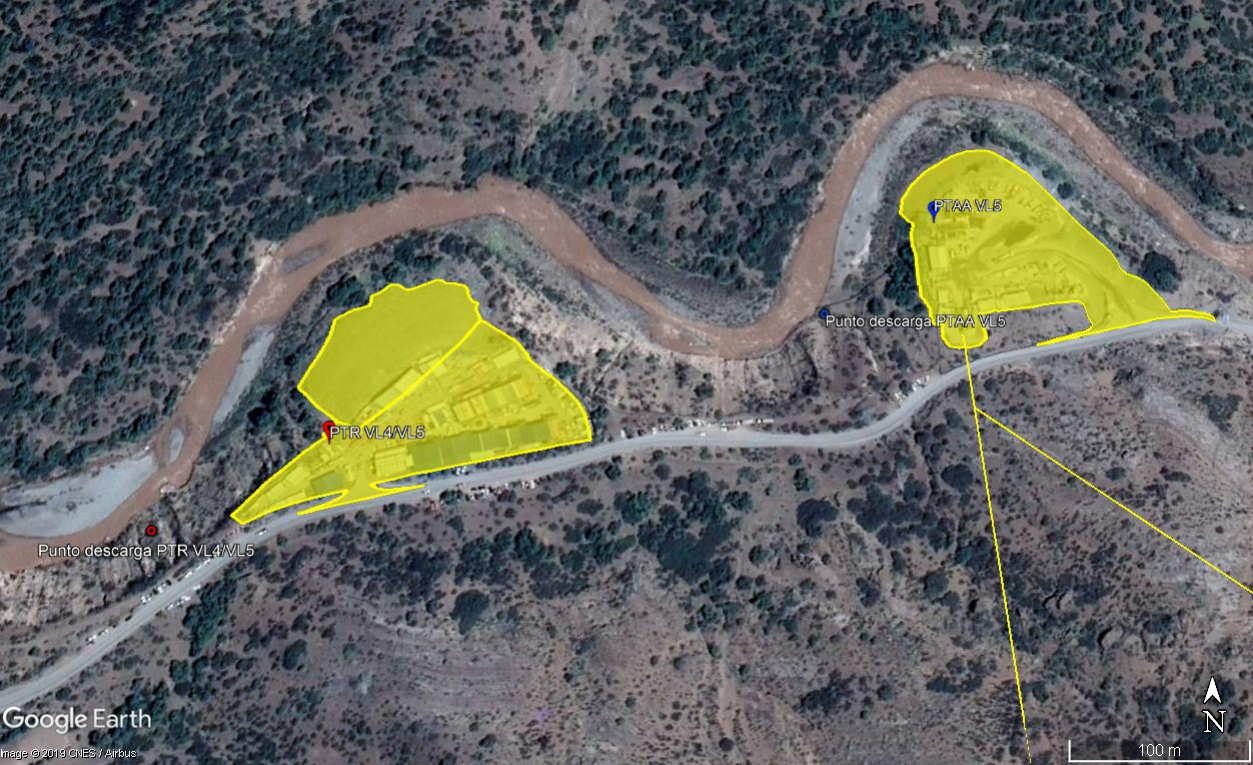 PTAA VL5
Punto descarga PTAA VL5
PTR VL4/VL5
Punto descarga PTR VL4/VL5
Google Earth
N
mage © 2019 CNES / Airbus
100 m